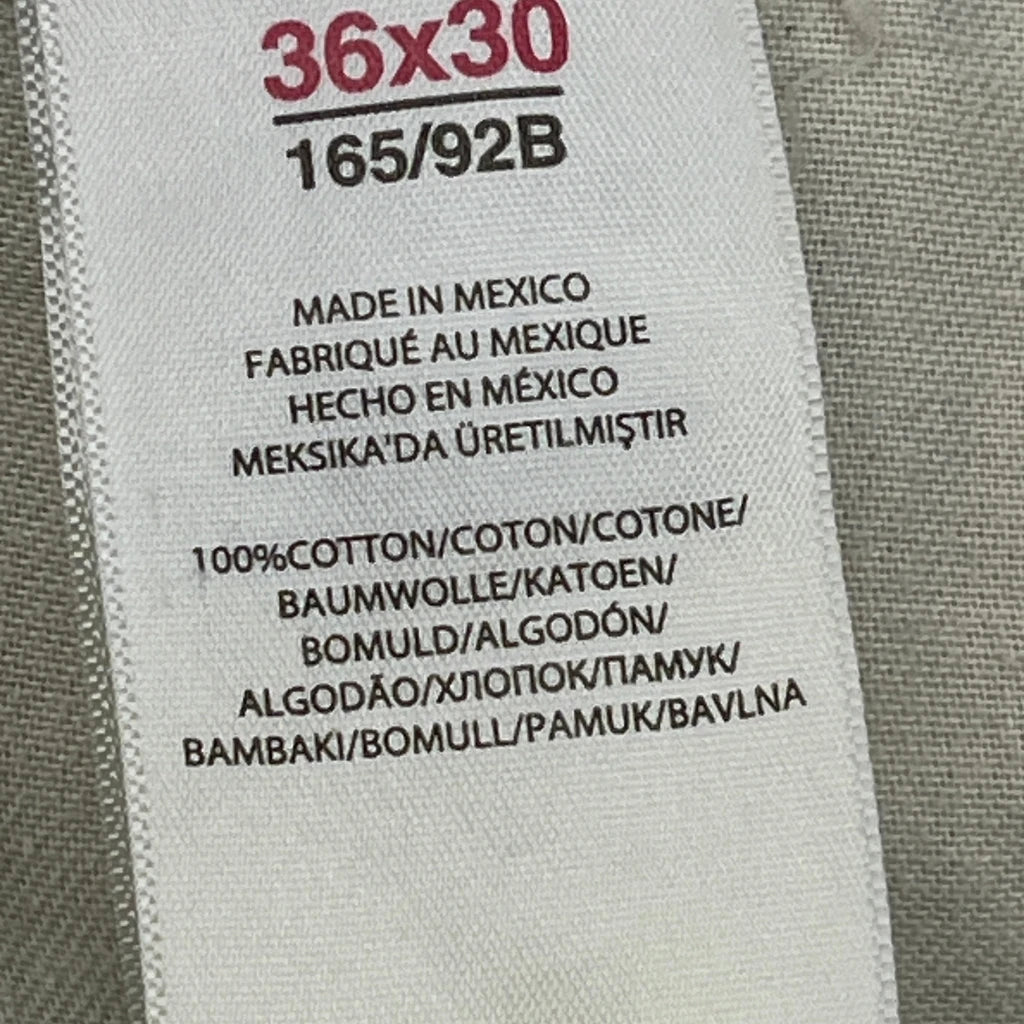 36x30
165/92B
MADE IN MEXICO
FABRIQUÉ AU MEXIQUE
HECHO EN MÉXICO
MEKSIKA'DA ÜRETILMIŞTIR
100%COTTON/COTON/COTONE/
BAUMWOLLE/KATOEN/
BOMULD/ALGODÓN/
ALGODÃO/ХЛОПОК/ПАМУК/
BAMBAKI/BOMULL/PAMUK/BAVLNA